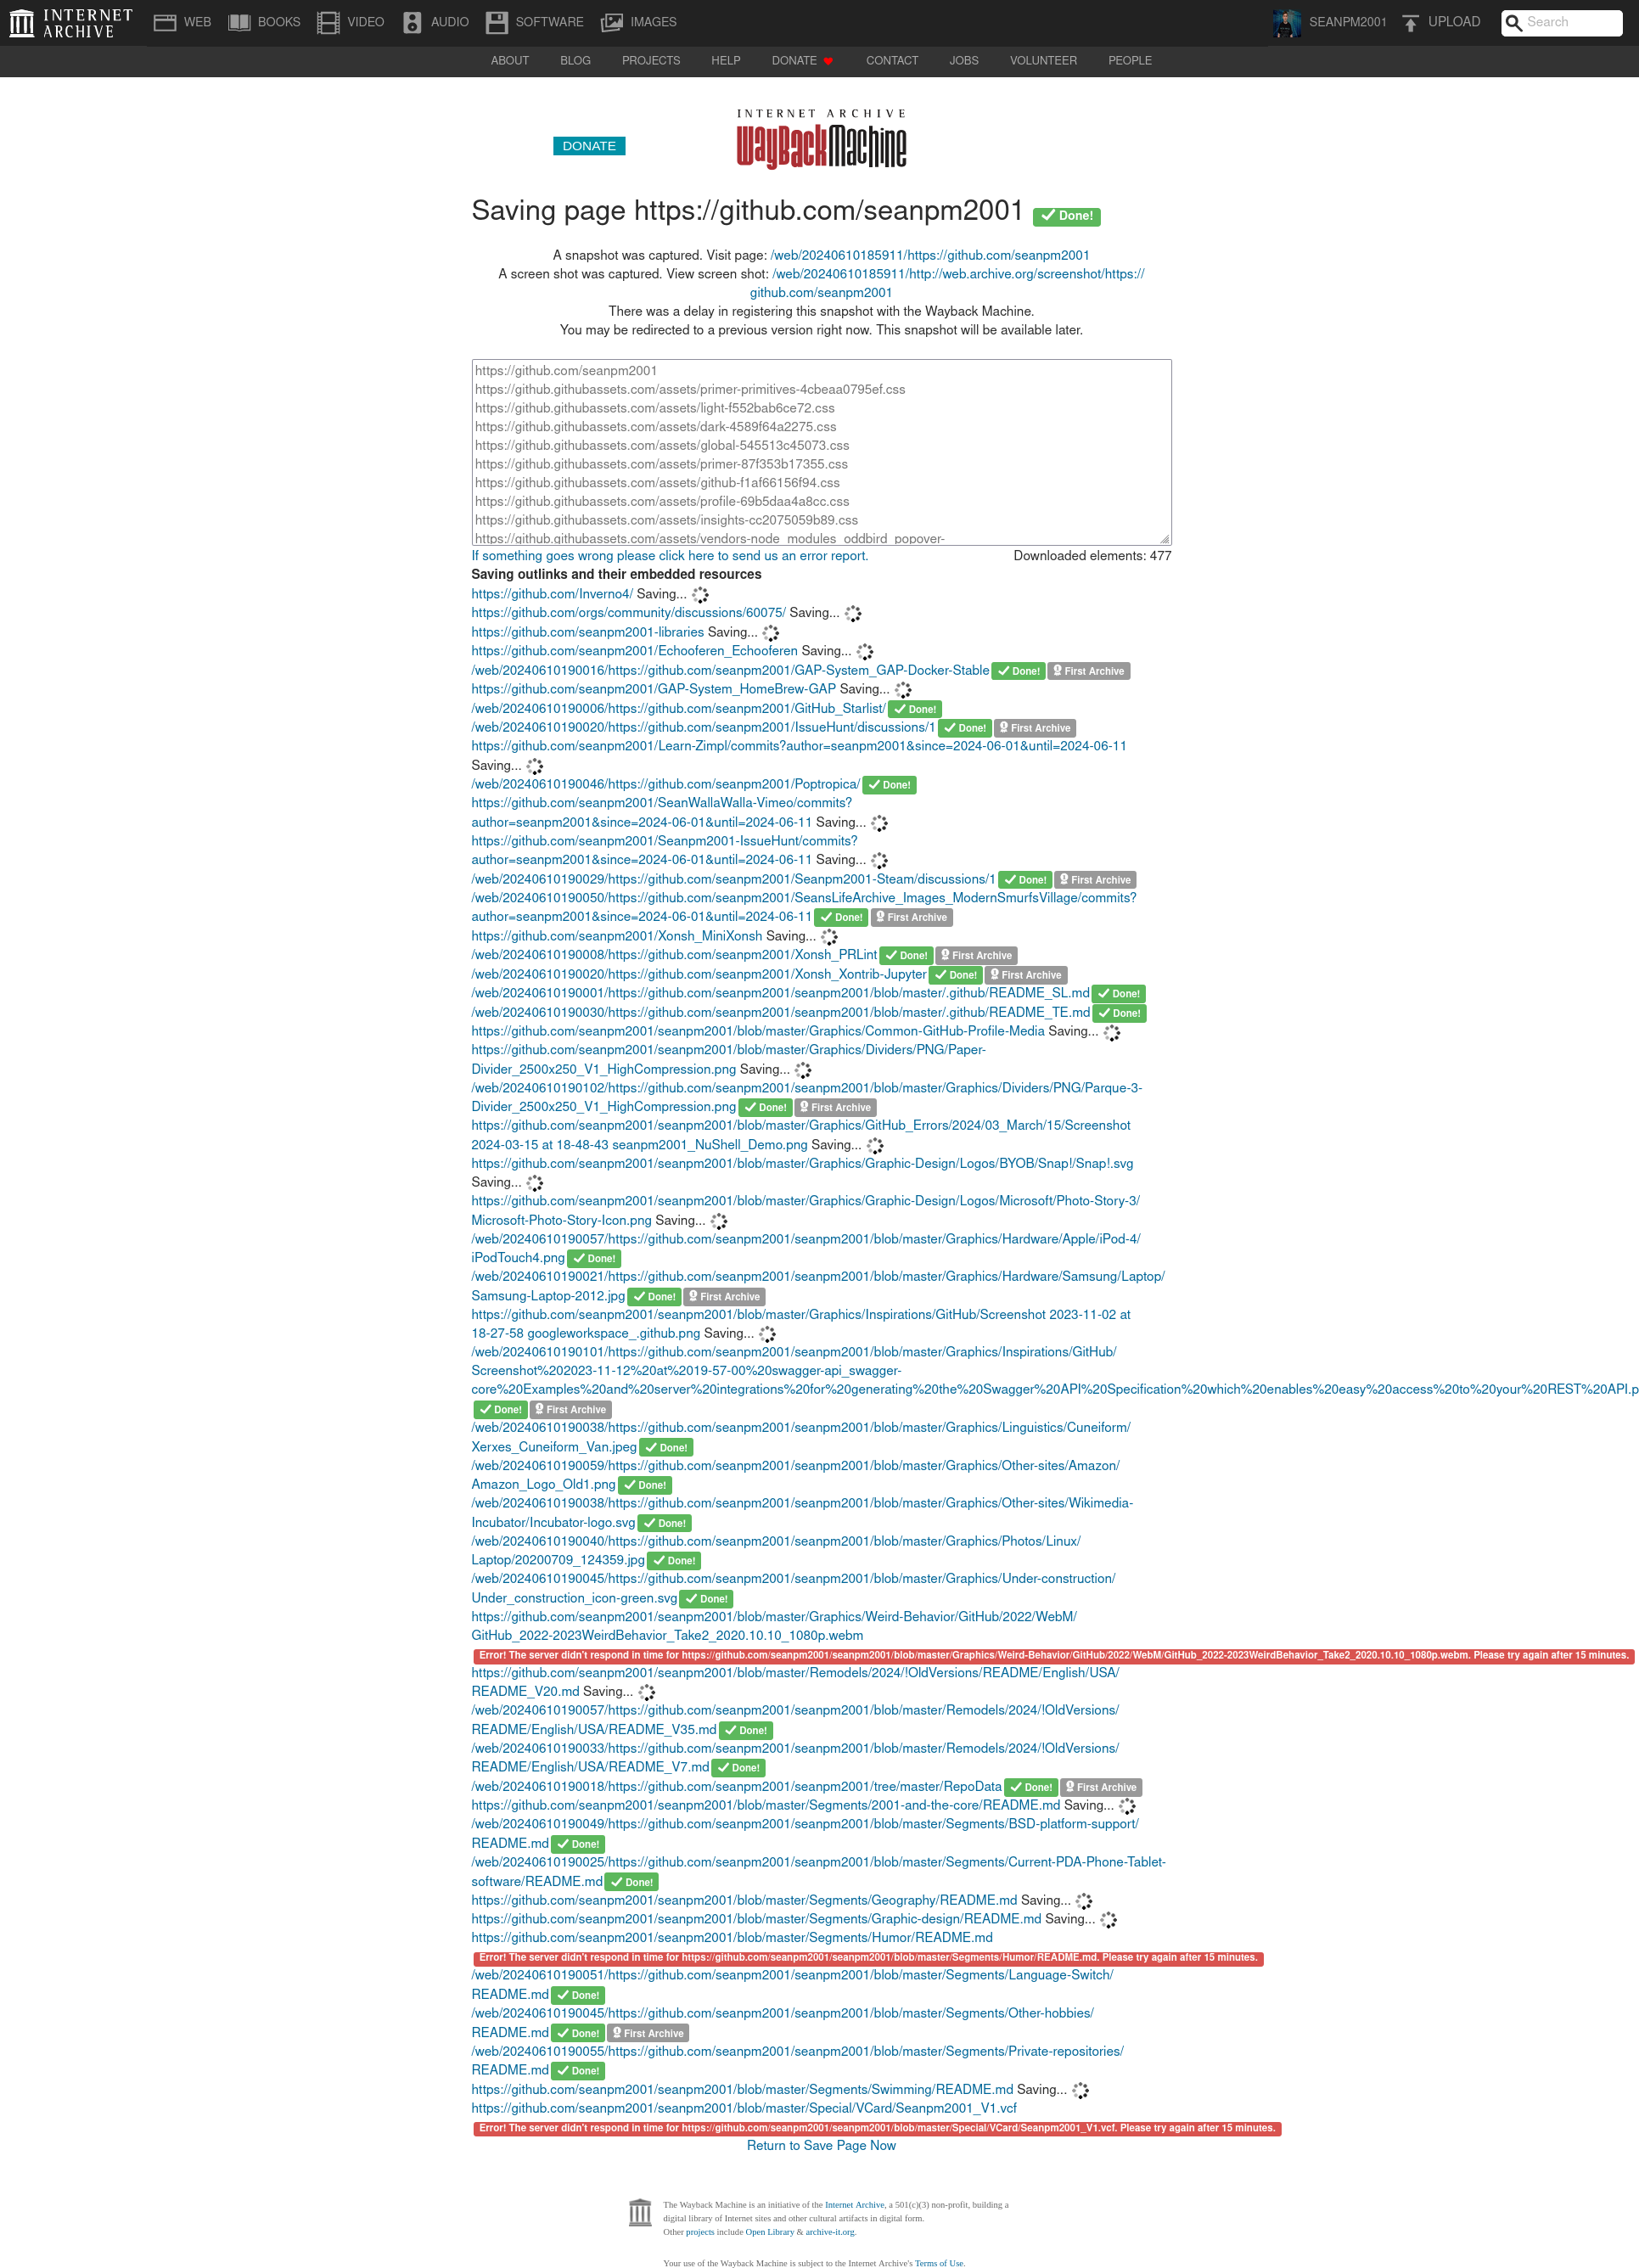 INTERNET
ARCHIVE
WEB BOOKS VIDEO AUDIO SOFTWARE IMAGES SEANPM2001 UPLOAD Search
ABOUT BLOG PROJECTS HELP DONATE CONTACT JOBS VOLUNTEER PEOPLE
INTERNET ARCHIVE
DONATE WayBackMachine
Saving page https://github.com/seanpm2001 Done!
A snapshot was captured. Visit page: /web/20240610185911/https://github.com/seanpm2001
A screen shot was captured. View screen shot: /web/20240610185911/http://web.archive.org/screenshot/https://
github.com/seanpm2001
There was a delay in registering this snapshot with the Wayback Machine.
You may be redirected to a previous version right now. This snapshot will be available later.
https://github.com/seanpm2001
https://github.githubassets.com/assets/primer-primitives-4cbeaa0795ef.css
https://github.githubassets.com/assets/light-f552bab6ce72.css
https://github.githubassets.com/assets/dark-4589f64a2275.css
https://github.githubassets.com/assets/global-545513c45073.css
https://github.githubassets.com/assets/primer-87f353b17355.css
https://github.githubassets.com/assets/github-f1af66156f94.css
https://github.githubassets.com/assets/profile-69b5daa4a8cc.css
https://github.githubassets.com/assets/insights-cc2075059b89.css
https://github.githubassets.com/assets/vendors-node_modules_oddbird_popover-
If something goes wrong please click here to send us an error report. Downloaded elements: 477
Saving outlinks and their embedded resources
https://github.com/Inverno4/ Saving...
https://github.com/orgs/community/discussions/60075/ Saving...
https://github.com/seanpm2001-libraries Saving...
https://github.com/seanpm2001/Echooferen_Echooferen Saving...
/web/20240610190016/https://github.com/seanpm2001/GAP-System_GAP-Docker-Stable Done! First Archive
https://github.com/seanpm2001/GAP-System_HomeBrew-GAP Saving...
/web/20240610190006/https://github.com/seanpm2001/GitHub_Starlist/ Done!
/web/20240610190020/https://github.com/seanpm2001/IssueHunt/discussions/1 Done! First Archive
https://github.com/seanpm2001/Learn-Zimpl/commits?author=seanpm2001&since=2024-06-01&until=2024-06-11
Saving...
/web/20240610190046/https://github.com/seanpm2001/Poptropica/ Done!
https://github.com/seanpm2001/SeanWallaWalla-Vimeo/commits?
author=seanpm2001&since=2024-06-01&until=2024-06-11 Saving...
https://github.com/seanpm2001/Seanpm2001-IssueHunt/commits?
author=seanpm2001&since=2024-06-01&until=2024-06-11 Saving...
/web/20240610190029/https://github.com/seanpm2001/Seanpm2001-Steam/discussions/1 Done! First Archive
/web/20240610190050/https://github.com/seanpm2001/SeansLifeArchive_Images_ModernSmurfsVillage/commits?
author=seanpm2001&since=2024-06-01&until=2024-06-11 Done! First Archive
https://github.com/seanpm2001/Xonsh_MiniXonsh Saving...
/web/20240610190008/https://github.com/seanpm2001/Xonsh_PRLint Done! First Archive
/web/20240610190020/https://github.com/seanpm2001/Xonsh_Xontrib-Jupyter Done! First Archive
/web/20240610190001/https://github.com/seanpm2001/seanpm2001/blob/master/.github/README_SL.md Done!
/web/20240610190030/https://github.com/seanpm2001/seanpm2001/blob/master/.github/README_TE.md Done!
https://github.com/seanpm2001/seanpm2001/blob/master/Graphics/Common-GitHub-Profile-Media Saving...
https://github.com/seanpm2001/seanpm2001/blob/master/Graphics/Dividers/PNG/Paper-
Divider_2500x250_V1_HighCompression.png Saving...
/web/20240610190102/https://github.com/seanpm2001/seanpm2001/blob/master/Graphics/Dividers/PNG/Parque-3-
Divider_2500x250_V1_HighCompression.png Done! First Archive
https://github.com/seanpm2001/seanpm2001/blob/master/Graphics/GitHub_Errors/2024/03_March/15/Screenshot
2024-03-15 at 18-48-43 seanpm2001_NuShell_Demo.png Saving...
https://github.com/seanpm2001/seanpm2001/blob/master/Graphics/Graphic-Design/Logos/BYOB/Snap!/Snap!.svg
Saving...
https://github.com/seanpm2001/seanpm2001/blob/master/Graphics/Graphic-Design/Logos/Microsoft/Photo-Story-3/
Microsoft-Photo-Story-Icon.png Saving...
/web/20240610190057/https://github.com/seanpm2001/seanpm2001/blob/master/Graphics/Hardware/Apple/iPod-4/
iPodTouch4.png Done!
/web/20240610190021/https://github.com/seanpm2001/seanpm2001/blob/master/Graphics/Hardware/Samsung/Laptop/
Samsung-Laptop-2012.jpg Done! First Archive
https://github.com/seanpm2001/seanpm2001/blob/master/Graphics/Inspirations/GitHub/Screenshot 2023-11-02 at
18-27-58 googleworkspace_.github.png Saving...
/web/20240610190101/https://github.com/seanpm2001/seanpm2001/blob/master/Graphics/Inspirations/GitHub/
Screenshot%202023-11-12%20at%2019-57-00%20swagger-api_swagger-
core%20Examples%20and%20server%20integrations%20for%20generating%20the%20Swagger%20API%20Specification%20which%20enables%20easy%20access%20to%20your%20REST%20API.p
Done! First Archive
/web/20240610190038/https://github.com/seanpm2001/seanpm2001/blob/master/Graphics/Linguistics/Cuneiform/
Xerxes_Cuneiform_Van.jpeg Done!
/web/20240610190059/https://github.com/seanpm2001/seanpm2001/blob/master/Graphics/Other-sites/Amazon/
Amazon_Logo_Old1.png Done!
/web/20240610190038/https://github.com/seanpm2001/seanpm2001/blob/master/Graphics/Other-sites/Wikimedia-
Incubator/Incubator-logo.svg Done!
/web/20240610190040/https://github.com/seanpm2001/seanpm2001/blob/master/Graphics/Photos/Linux/
Laptop/20200709_124359.jpg Done!
/web/20240610190045/https://github.com/seanpm2001/seanpm2001/blob/master/Graphics/Under-construction/
Under_construction_icon-green.svg Done!
https://github.com/seanpm2001/seanpm2001/blob/master/Graphics/Weird-Behavior/GitHub/2022/WebM/
GitHub_2022-2023WeirdBehavior_Take2_2020.10.10_1080p.webm
Error! The server didn't respond in time for https://github.com/seanpm2001/seanpm2001/blob/master/Graphics/Weird-Behavior/GitHub/2022/WebM/GitHub_2022-2023WeirdBehavior_Take2_2020.10.10_1080p.webm. Please try again after 15 minutes.
https://github.com/seanpm2001/seanpm2001/blob/master/Remodels/2024/!OldVersions/README/English/USA/
README_V20.md Saving...
/web/20240610190057/https://github.com/seanpm2001/seanpm2001/blob/master/Remodels/2024/!OldVersions/
README/English/USA/README_V35.md Done!
/web/20240610190033/https://github.com/seanpm2001/seanpm2001/blob/master/Remodels/2024/!OldVersions/
README/English/USA/README_V7.md Done!
/web/20240610190018/https://github.com/seanpm2001/seanpm2001/tree/master/RepoData Done! First Archive
https://github.com/seanpm2001/seanpm2001/blob/master/Segments/2001-and-the-core/README.md Saving...
/web/20240610190049/https://github.com/seanpm2001/seanpm2001/blob/master/Segments/BSD-platform-support/
README.md Done!
/web/20240610190025/https://github.com/seanpm2001/seanpm2001/blob/master/Segments/Current-PDA-Phone-Tablet-
software/README.md Done!
https://github.com/seanpm2001/seanpm2001/blob/master/Segments/Geography/README.md Saving...
https://github.com/seanpm2001/seanpm2001/blob/master/Segments/Graphic-design/README.md Saving...
https://github.com/seanpm2001/seanpm2001/blob/master/Segments/Humor/README.md
Error! The server didn't respond in time for https://github.com/seanpm2001/seanpm2001/blob/master/Segments/Humor/README.md. Please try again after 15 minutes.
/web/20240610190051/https://github.com/seanpm2001/seanpm2001/blob/master/Segments/Language-Switch/
README.md Done!
/web/20240610190045/https://github.com/seanpm2001/seanpm2001/blob/master/Segments/Other-hobbies/
README.md Done! First Archive
/web/20240610190055/https://github.com/seanpm2001/seanpm2001/blob/master/Segments/Private-repositories/
README.md Done!
https://github.com/seanpm2001/seanpm2001/blob/master/Segments/Swimming/README.md Saving...
https://github.com/seanpm2001/seanpm2001/blob/master/Special/VCard/Seanpm2001_V1.vcf
Error! The server didn't respond in time for https://github.com/seanpm2001/seanpm2001/blob/master/Special/VCard/Seanpm2001_V1.vcf. Please try again after 15 minutes.
Return to Save Page Now
The Wayback Machine is an initiative of the Internet Archive, a 501(c)(3) non-profit, building a
digital library of Internet sites and other cultural artifacts in digital form.
Other projects include Open Library & archive-it.org.
Your use of the Wayback Machine is subject to the Internet Archive's Terms of Use.